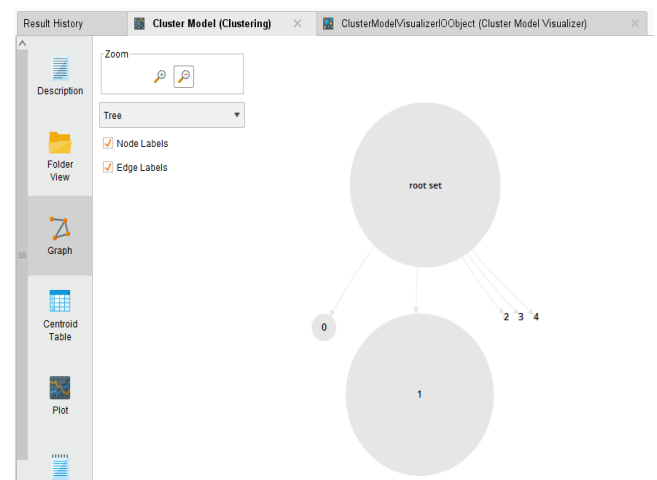 Result History
Cluster Model (Clustering)
ClusterModelVisualizerIOObject (Cluster Model Visualizer)
Description
Folder
View
Graph
Centroid
Table
Plot
Zoom
Tree
Node Labels
Edge Labels
root set
0
2 3 4
1